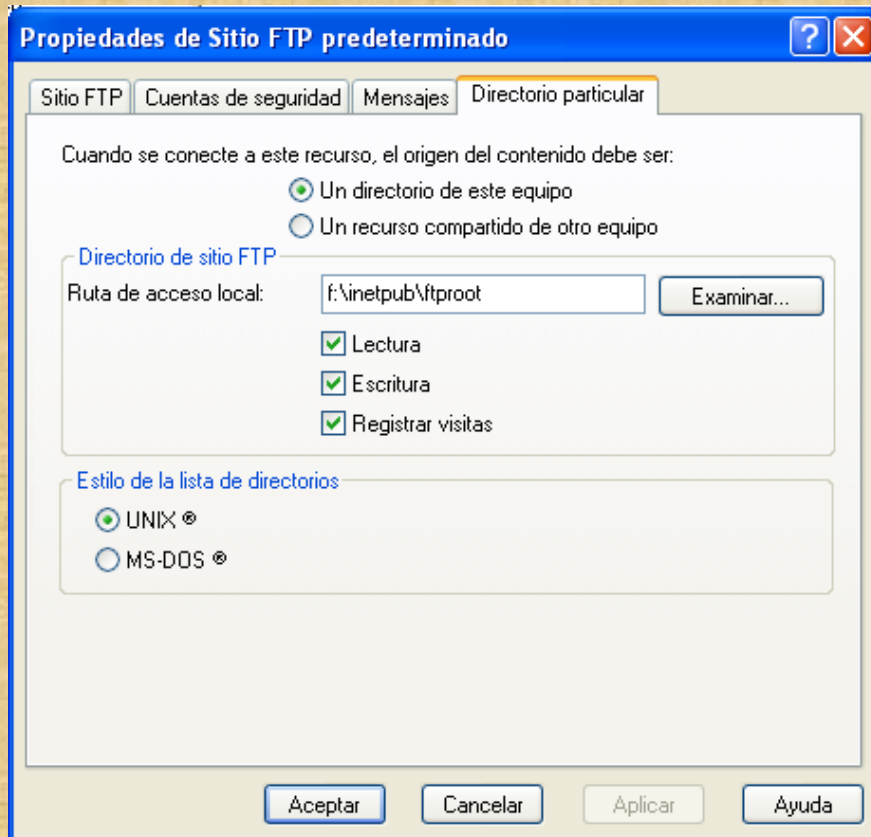 Propiedades de Sitio FTP predeterminado
Sitio FTP Cuentas de seguridad Mensajes Directorio particular
Cuando se conecte a este recurso, el origen del contenido debe ser:
Un directorio de este equipo
Un recurso compartido de otro equipo
Directorio de sitio FTP
Ruta de acceso local: f:\inetpub\ftproot Examinar...
Lectura
Escritura
Registrar visitas
Estilo de la lista de directorios
UNIX ®
MS-DOS ®
Aceptar Cancelar Aplicar Ayuda